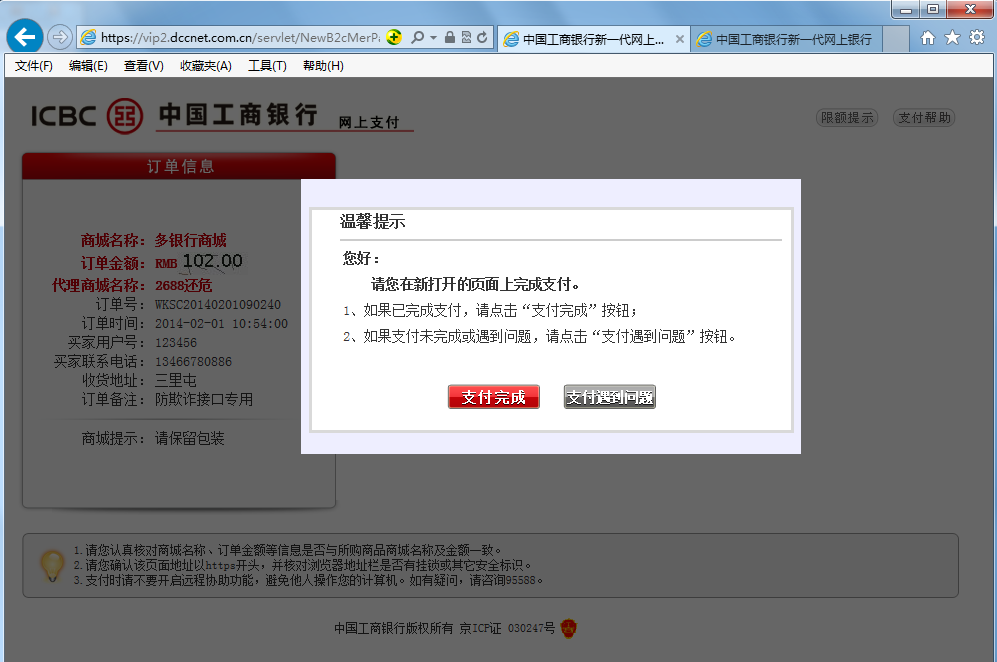 https://vip2.dccnet.com.cn/servlet/NewB2cMerPa
中国工商银行新一代网上...
中国工商银行新一代网上银行
文件(F) 编辑(E) 查看(V) 收藏夹(A) 工具(T) 帮助(H)
ICBC 中国工商银行 网上支付
限额提示 支付帮助
订单信息
商城名称： 多银行商城
订单金额： RMB 102.00
代理商城名称： 2688还危
订单号： WKSC20140201090240
订单时间： 2014-02-01 10:54:00
买家用户号： 123456
买家联系电话： 13466780886
收货地址： 三里屯
订单备注： 防欺诈接口专用
商城提示： 请保留包装
温馨提示
您好：
请您在新打开的页面上完成支付。
1、如果已完成支付，请点击“支付完成”按钮；
2、如果支付未完成或遇到问题，请点击“支付遇到问题”按钮。
支付完成 支付遇到问题
1.请您认真核对商城名称、订单金额等信息是否与所购商品商城名称及金额一致。
2.请您确认该页面地址以https开头，并核对浏览器地址栏是否有挂锁或其它安全标识。
3.支付时请不要开启远程协助功能，避免他人操作您的计算机。如有疑问，请咨询95588。
中国工商银行版权所有 京ICP证 030247号